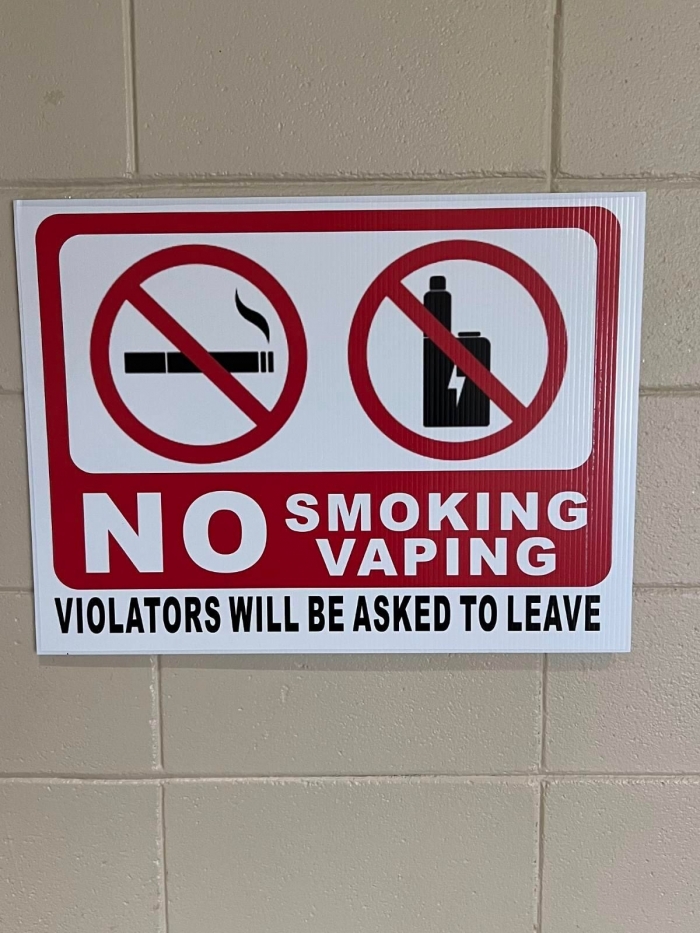 NO SMOKING
VAPING
VIOLATORS WILL BE ASKED TO LEAVE